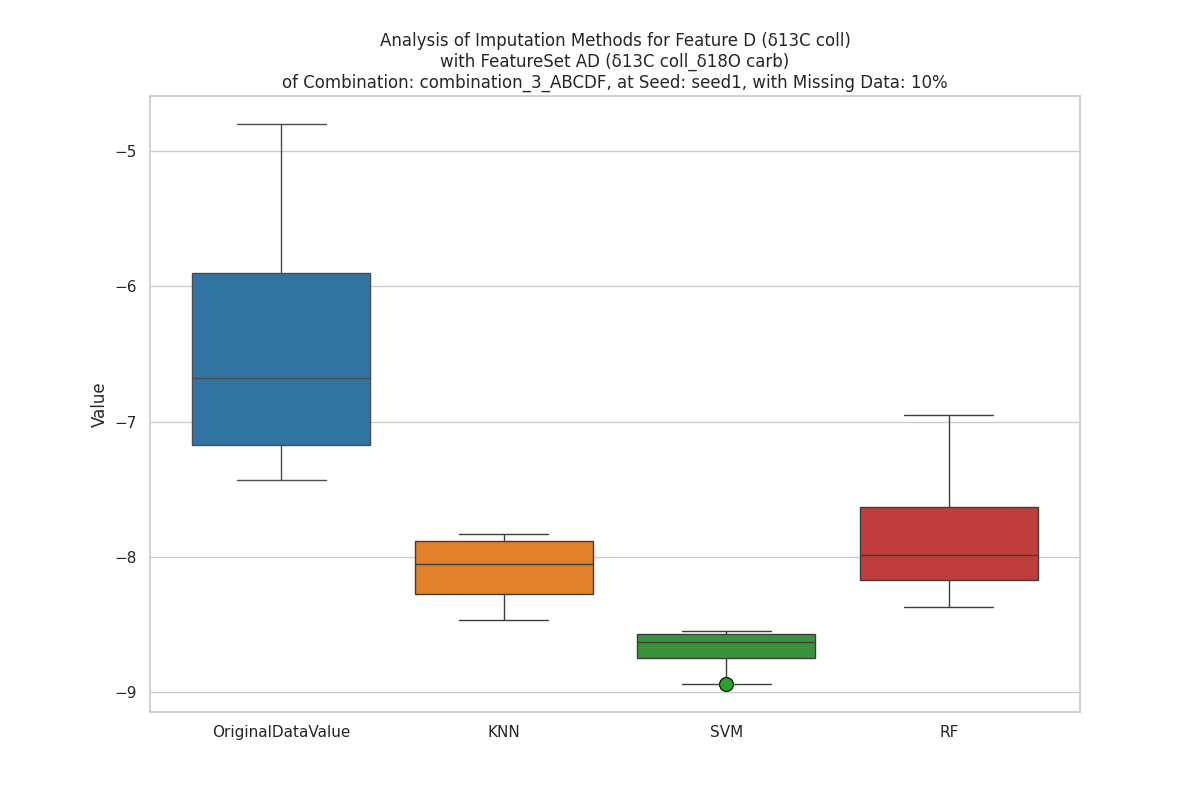 Analysis of Imputation Methods for Feature D (δ13C coll)
with FeatureSet AD (δ13C coll_δ18O carb)
of Combination: combination_3_ABCDF, at Seed: seed1, with Missing Data: 10%
−5
−6
−7
−8
−9
Value
OriginalDataValue
KNN
SVM
RF